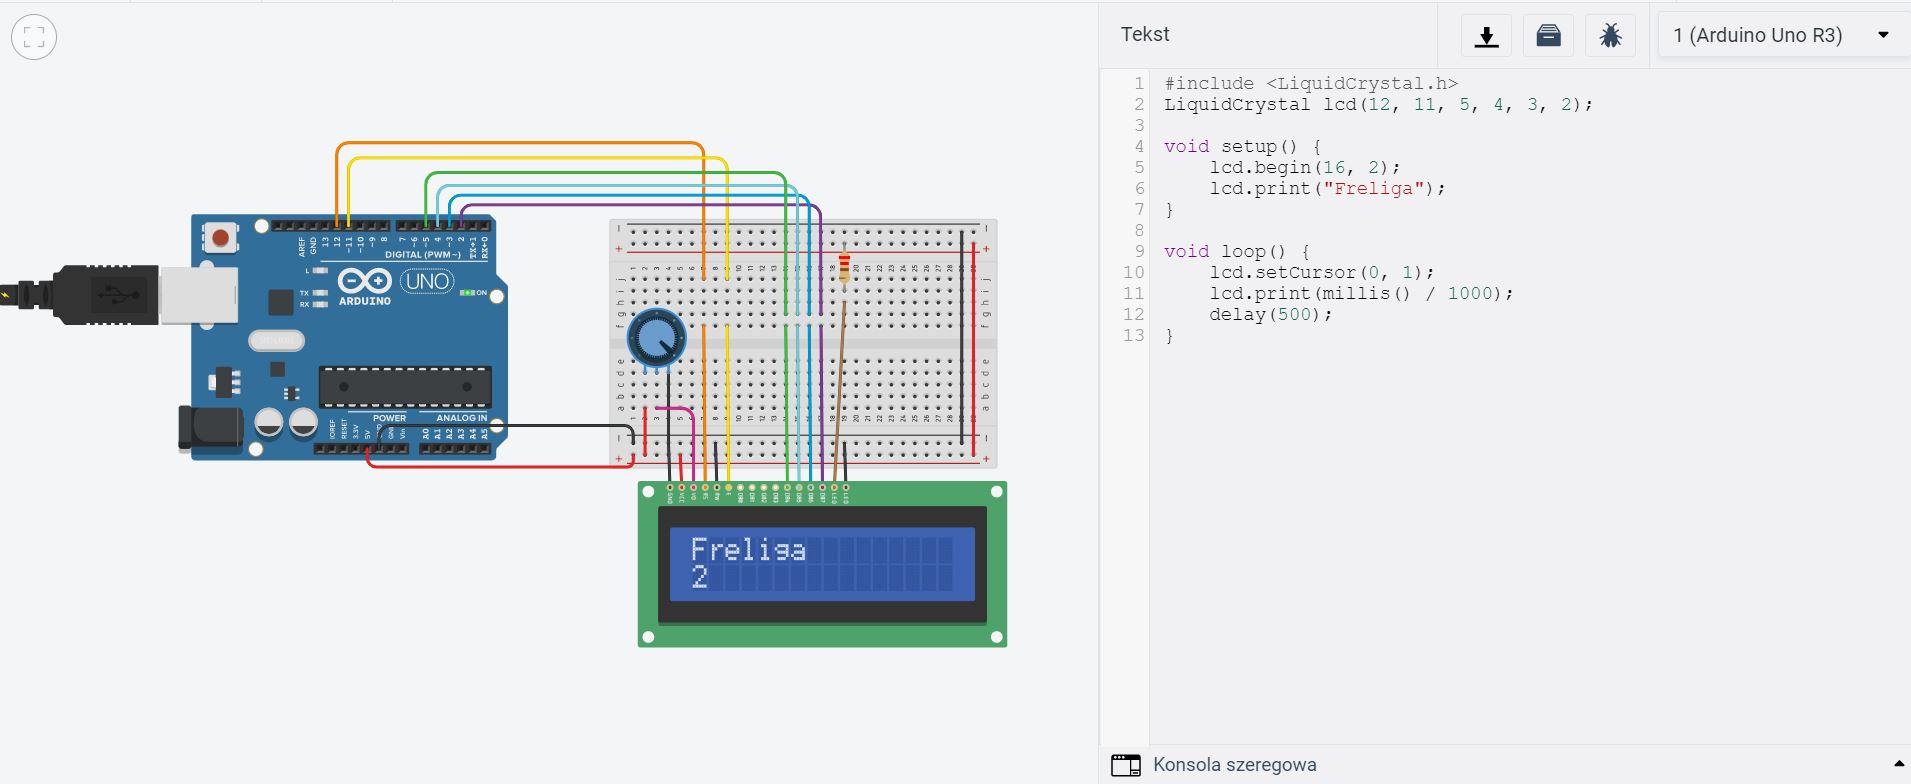 Tekst
1 (Arduino Uno R3)
1 #include <LiquidCrystal.h>
2 LiquidCrystal lcd(12, 11, 5, 4, 3, 2);
3
4 void setup() {
5 lcd.begin(16, 2);
6 lcd.print("Freliga");
7 }
8
9 void loop() {
10 lcd.setCursor(0, 1);
11 lcd.print(millis() / 1000);
12 delay(500);
13 }
Konsola szeregowa
AREF GND 13 12 ~11 ~10 ~9 8 7 ~6 ~5 4 ~3 2 TX→1 RX←0
DIGITAL (PWM~)
L
TX
RX
ARDUINO
UNO
ON
POWER
ANALOG IN
IOREF RESET 3.3V 5V GND Vin A0 A1 A2 A3 A4 A5
Freliga
2